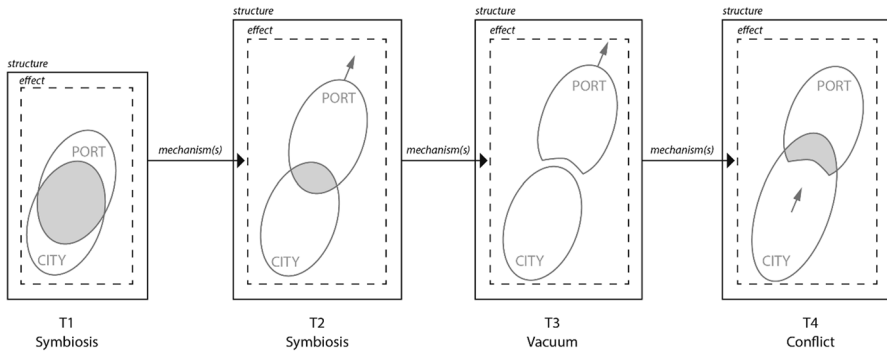 structure
effect
PORT
CITY
T1
Symbiosis
mechanism(s)
structure
effect
PORT
CITY
T2
Symbiosis
mechanism(s)
structure
effect
PORT
CITY
T3
Vacuum
mechanism(s)
structure
effect
PORT
CITY
T4
Conflict